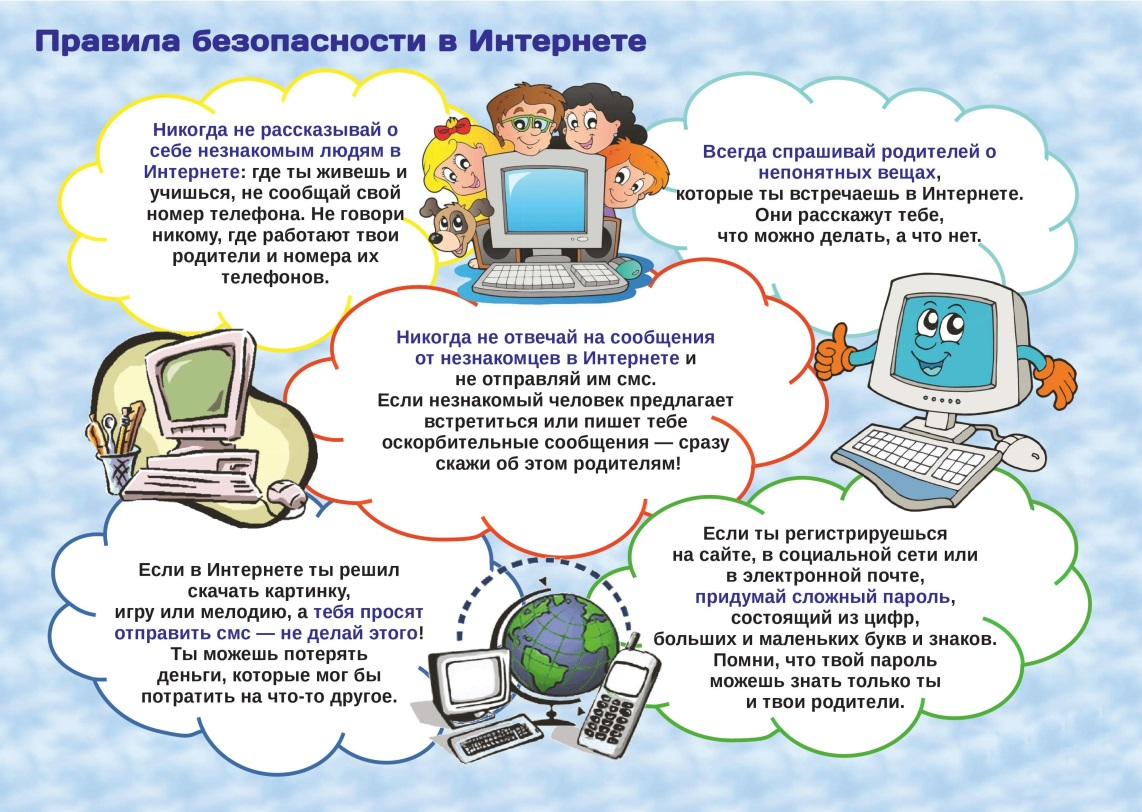 Правила безопасности в Интернете
Никогда не рассказывай о
себе незнакомым людям в
Интернете: где ты живешь и
учишься, не сообщай свой
номер телефона. Не говори
никому, где работают твои
родители и номера их
телефонов.
Всегда спрашивай родителей о
непонятных вещах,
которые ты встречаешь в Интернете.
Они расскажут тебе,
что можно делать, а что нет.
Никогда не отвечай на сообщения
от незнакомцев в Интернете и
не отправляй им смс.
Если незнакомый человек предлагает
встретиться или пишет тебе
оскорбительные сообщения — сразу
скажи об этом родителям!
Если в Интернете ты решил
скачать картинку,
игру или мелодию, а тебя просят
отправить смс — не делай этого!
Ты можешь потерять
деньги, которые мог бы
потратить на что-то другое.
Если ты регистрируешься
на сайте, в социальной сети или
в электронной почте,
придумай сложный пароль,
состоящий из цифр,
больших и маленьких букв и знаков.
Помни, что твой пароль
можешь знать только ты
и твои родители.